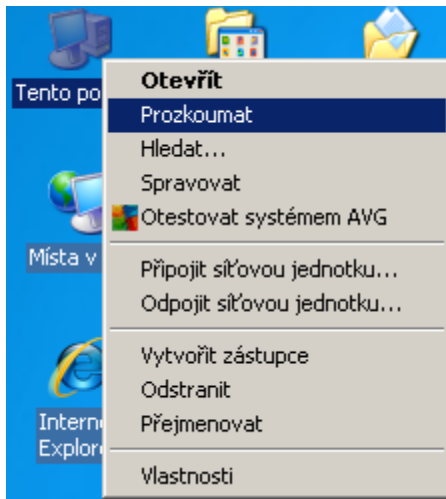 Tento po
Otevřít
Prozkoumat
Hledat...
Spravovat
Otestovat systémem AVG
Místa v
Připojit síťovou jednotku...
Odpojit síťovou jednotku...
Vytvořit zástupce
Odstranit
Přejmenovat
Intern
Explor
Vlastnosti